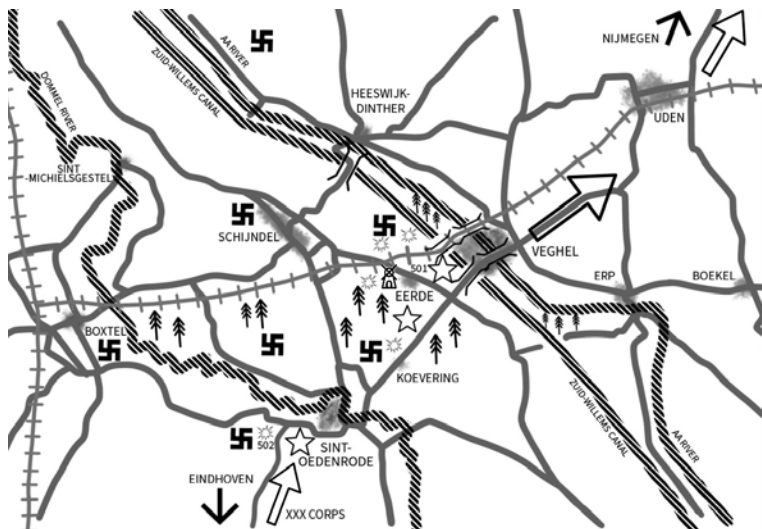 NIJMEGEN
AA RIVER
ZUID-WILLEMS CANAL
HEESWIJK-
DINTHER
DOMMEL RIVER
UDEN
SINT
-MICHIELSGESTEL
SCHIJNDEL
VEGHEL
501
ERP
BOEKEL
EERDE
BOXTEL
KOEVERING
ZUID-WILLEMS CANAL
AA RIVER
502
SINT-
OEDENRODE
EINDHOVEN
XXX CORPS